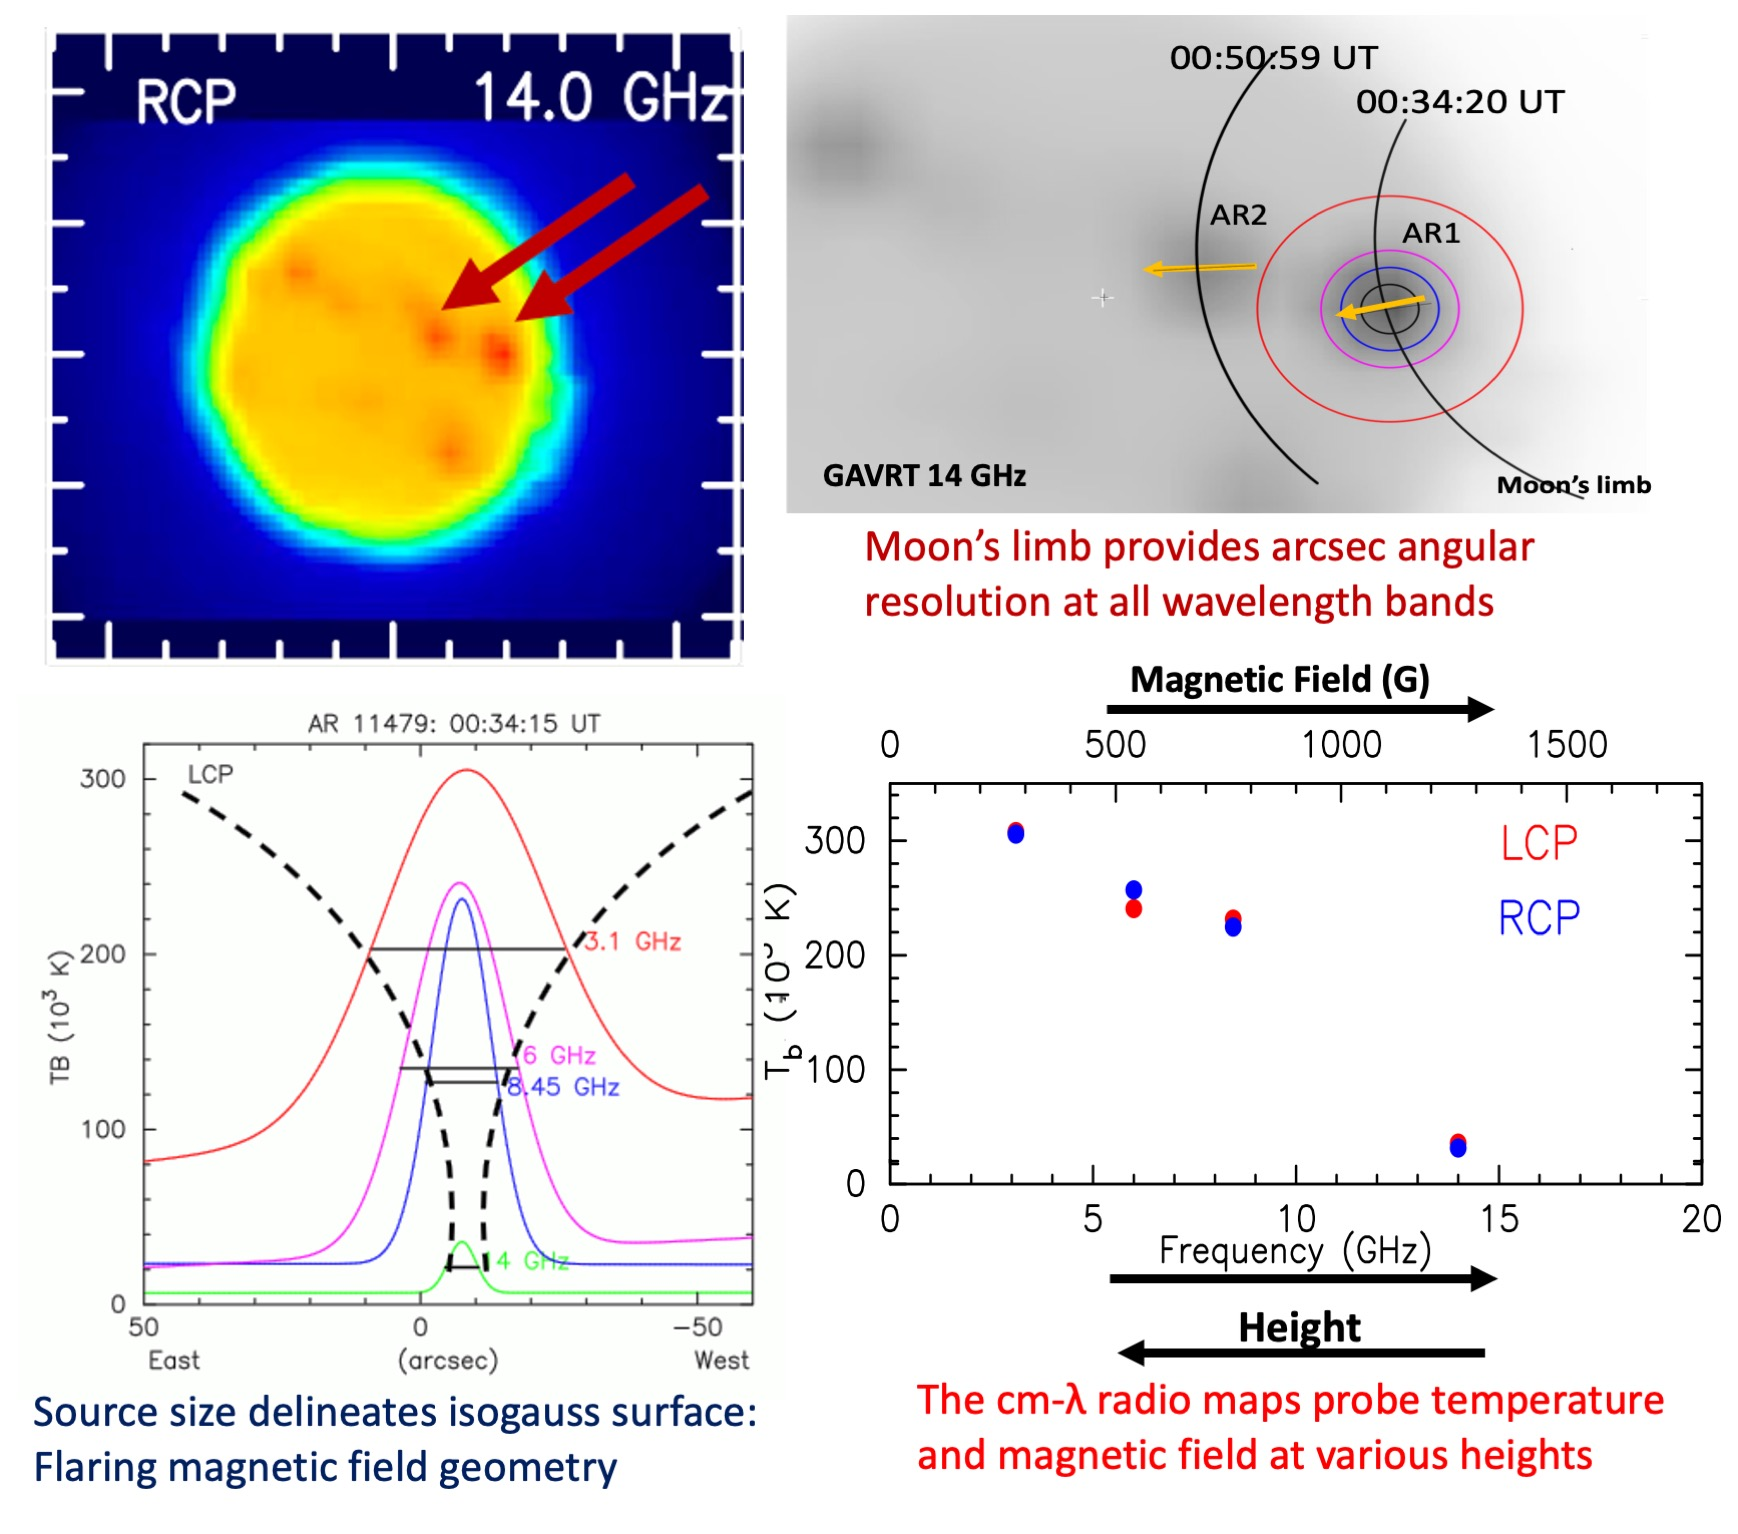 RCP 14.0 GHz
00:50:59 UT
00:34:20 UT
AR2
AR1
GAVRT 14 GHz
Moon's limb
Moon's limb provides arcsec angular
resolution at all wavelength bands
AR 11479: 00:34:15 UT
LCP
300
200
100
0
TB (10³ K)
3.1 GHz
6 GHz
8.45 GHz
14 GHz
50 0 −50
East (arcsec) West
Source size delineates isogauss surface:
Flaring magnetic field geometry
Magnetic Field (G)
0 500 1000 1500
300
200
100
0
T_b (10³ K)
LCP
RCP
0 5 10 15 20
Frequency (GHz)
Height
The cm-λ radio maps probe temperature
and magnetic field at various heights